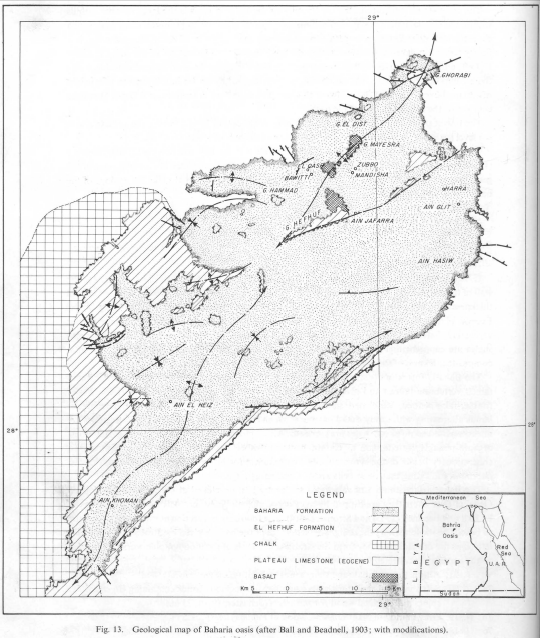 29°
G. GHORABI
G. EL DIST
G. MAYESRA
EL QASR
ZUBBO
BAWITTI
MANDISHA
G. HAMMAD
HARRA
AIN GLIT
G. HEFHUF
AIN JAFARRA
AIN HASIW
AIN EL HEIZ
28°
28°
AIN KHOMAN
LEGEND
BAHARIA FORMATION
EL HEFHUF FORMATION
CHALK
PLATEAU LIMESTONE (EOCENE)
BASALT
Km 5 0 5 10 15 Km
29°
Mediterranean Sea
Bahria
Oasis
LIBYA
EGYPT
Red
Sea
U.A.R.
Sudan
Fig. 13. Geological map of Baharia oasis (after Ball and Beadnell, 1903; with modifications).